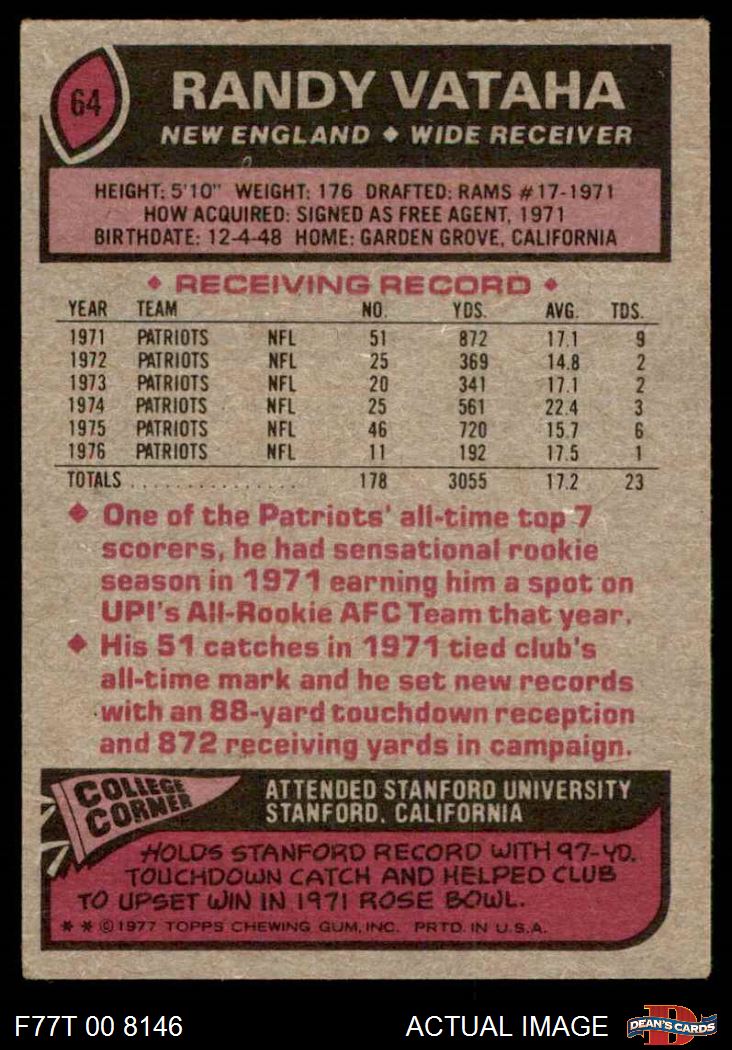 64
RANDY VATAHA
NEW ENGLAND ◆ WIDE RECEIVER
HEIGHT: 5'10" WEIGHT: 176 DRAFTED: RAMS #17-1971
HOW ACQUIRED: SIGNED AS FREE AGENT, 1971
BIRTHDATE: 12-4-48 HOME: GARDEN GROVE, CALIFORNIA
◆ RECEIVING RECORD ◆
YEAR TEAM NO. YDS. AVG. TDS.
1971 PATRIOTS NFL 51 872 17.1 9
1972 PATRIOTS NFL 25 369 14.8 2
1973 PATRIOTS NFL 20 341 17.1 2
1974 PATRIOTS NFL 25 561 22.4 3
1975 PATRIOTS NFL 46 720 15.7 6
1976 PATRIOTS NFL 11 192 17.5 1
TOTALS . . . . . . . . . . . . . . . . 178 3055 17.2 23
◆ One of the Patriots' all-time top 7
scorers, he had sensational rookie
season in 1971 earning him a spot on
UPI's All-Rookie AFC Team that year.
◆ His 51 catches in 1971 tied club's
all-time mark and he set new records
with an 88-yard touchdown reception
and 872 receiving yards in campaign.
COLLEGE
CORNER
ATTENDED STANFORD UNIVERSITY
STANFORD, CALIFORNIA
HOLDS STANFORD RECORD WITH 97-YD.
TOUCHDOWN CATCH AND HELPED CLUB
TO UPSET WIN IN 1971 ROSE BOWL.
* * © 1977 TOPPS CHEWING GUM, INC. PRTD. IN U.S.A.
F77T 00 8146 ACTUAL IMAGE
D
DEAN'S CARDS